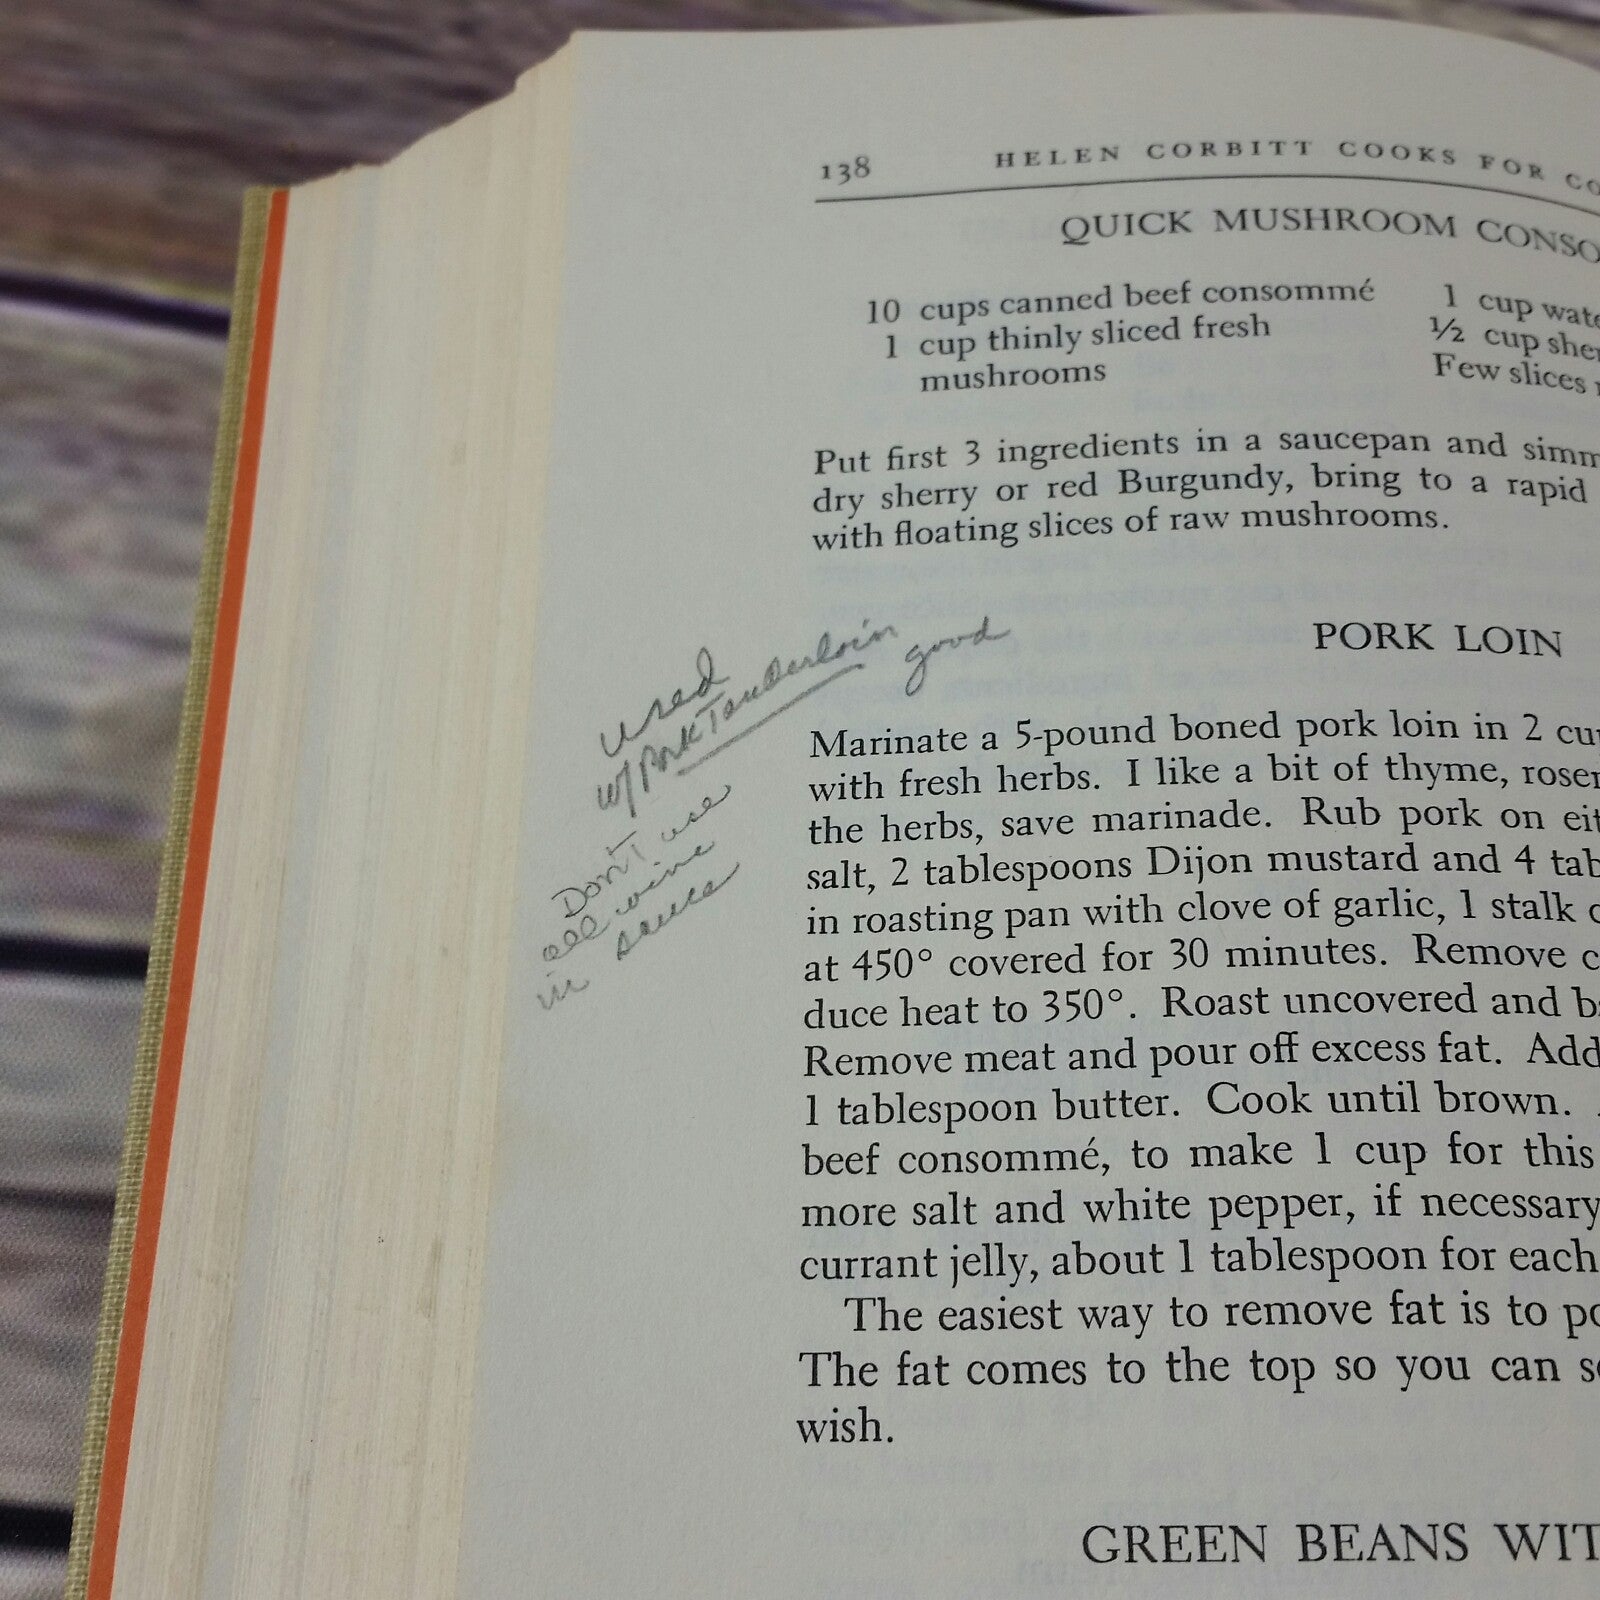 138 HELEN CORBITT COOKS FOR CO
QUICK MUSHROOM CONSO
10 cups canned beef consommé
1 cup thinly sliced fresh
mushrooms
1 cup wate
1/2 cup she
Few slices
Put first 3 ingredients in a saucepan and simm
dry sherry or red Burgundy, bring to a rapid
with floating slices of raw mushrooms.
used
w/Pork Tenderloin good
Don't use
all wine
in sauce
PORK LOIN
Marinate a 5-pound boned pork loin in 2 cu
with fresh herbs. I like a bit of thyme, roser
the herbs, save marinade. Rub pork on eit
salt, 2 tablespoons Dijon mustard and 4 tab
in roasting pan with clove of garlic, 1 stalk
at 450° covered for 30 minutes. Remove c
duce heat to 350°. Roast uncovered and b
Remove meat and pour off excess fat. Add
1 tablespoon butter. Cook until brown.
beef consommé, to make 1 cup for this
more salt and white pepper, if necessary
currant jelly, about 1 tablespoon for each
The easiest way to remove fat is to po
The fat comes to the top so you can s
wish.
GREEN BEANS WIT